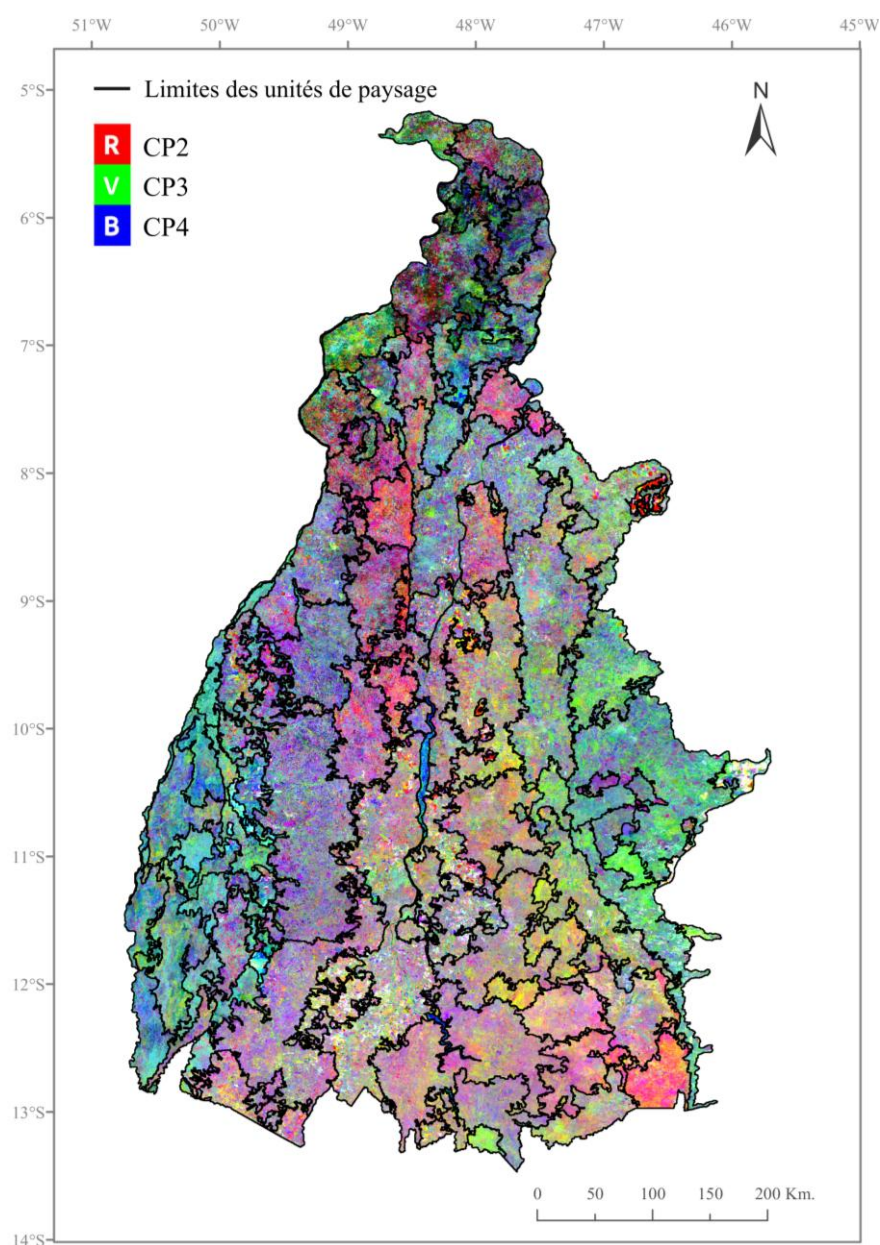 51°W 50°W 49°W 48°W 47°W 46°W 45°W
5°S
Limites des unités de paysage
N
R CP2
V CP3
B CP4
6°S
7°S
8°S
9°S
10°S
11°S
12°S
13°S
0 50 100 150 200 Km.
14°S